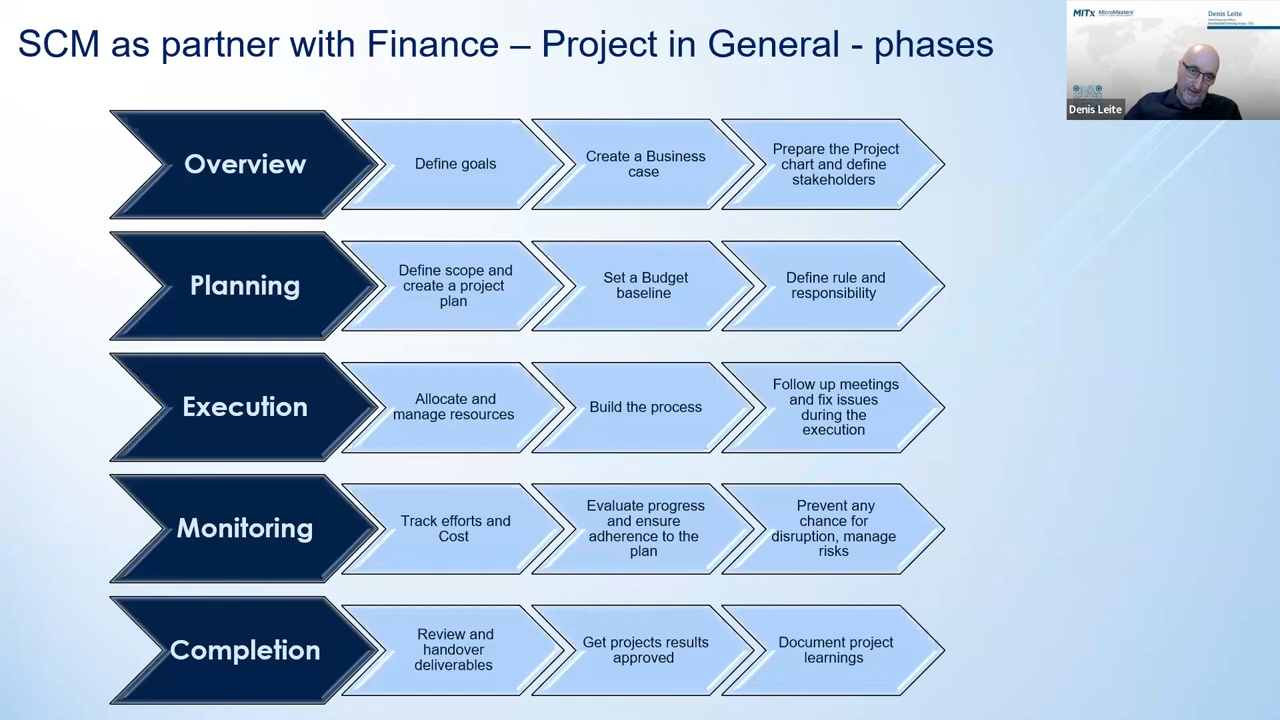 SCM as partner with Finance – Project in General - phases
MITx MicroMasters
Denis Leite
Denis Leite
Overview
Define goals
Create a Business
case
Prepare the Project
chart and define
stakeholders
Planning
Define scope and
create a project
plan
Set a Budget
baseline
Define rule and
responsibility
Execution
Allocate and
manage resources
Build the process
Follow up meetings
and fix issues
during the
execution
Monitoring
Track efforts and
Cost
Evaluate progress
and ensure
adherence to the
plan
Prevent any
chance for
disruption, manage
risks
Completion
Review and
handover
deliverables
Get projects results
approved
Document project
learnings